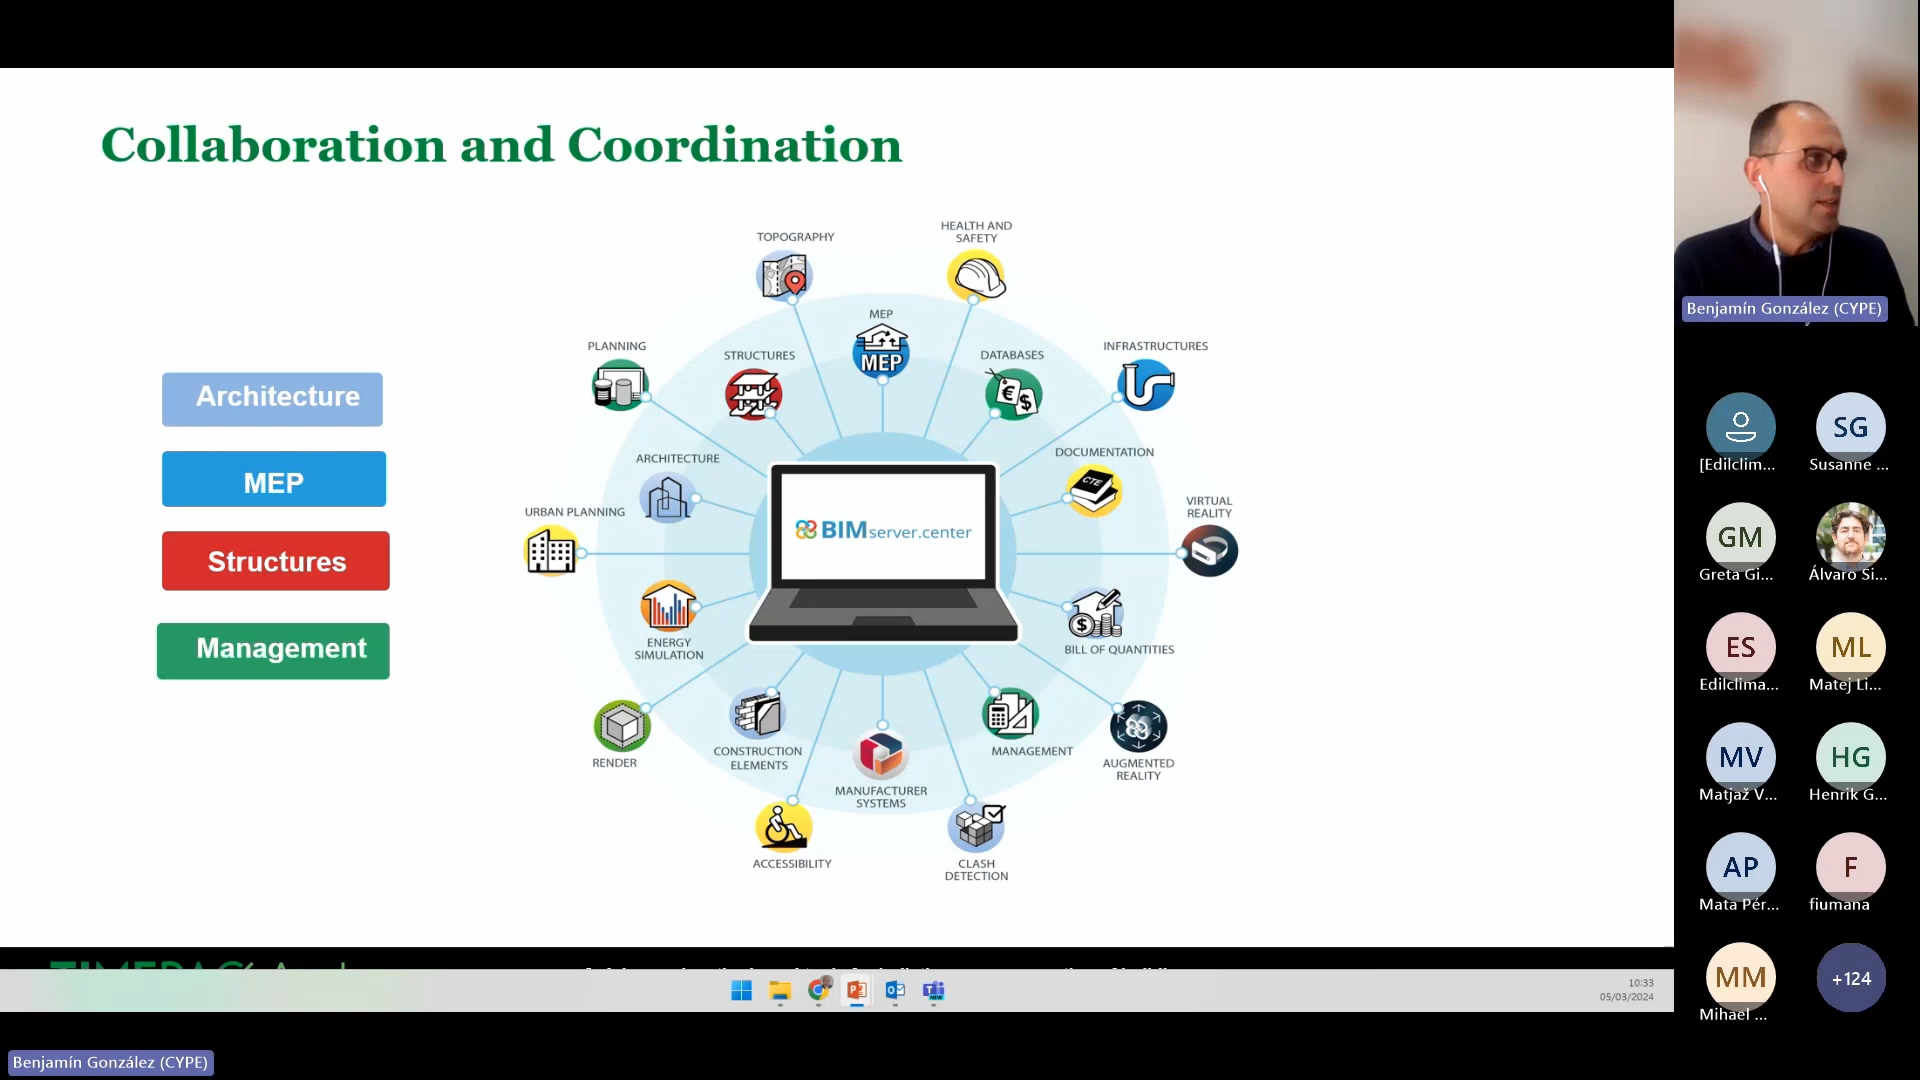 Collaboration and Coordination
TOPOGRAPHY
HEALTH AND
SAFETY
MEP
MEP
PLANNING
STRUCTURES
DATABASES
INFRASTRUCTURES
Architecture
ARCHITECTURE
DOCUMENTATION
CTE
MEP
URBAN PLANNING
VIRTUAL
REALITY
BIMserver.center
Structures
ENERGY
SIMULATION
BILL OF QUANTITIES
Management
RENDER
CONSTRUCTION
ELEMENTS
MANAGEMENT
AUGMENTED
REALITY
MANUFACTURER
SYSTEMS
ACCESSIBILITY
CLASH
DETECTION
10:33
05/03/2024
Benjamín González (CYPE)
Benjamín González (CYPE)
[Edilclim...
SG
Susanne ...
GM
Greta Gi...
Álvaro Si...
ES
Edilclima...
ML
Matej Li...
MV
Matjaž V...
HG
Henrik G...
AP
Mata Pér...
F
fiumana
MM
Mihael ...
+124